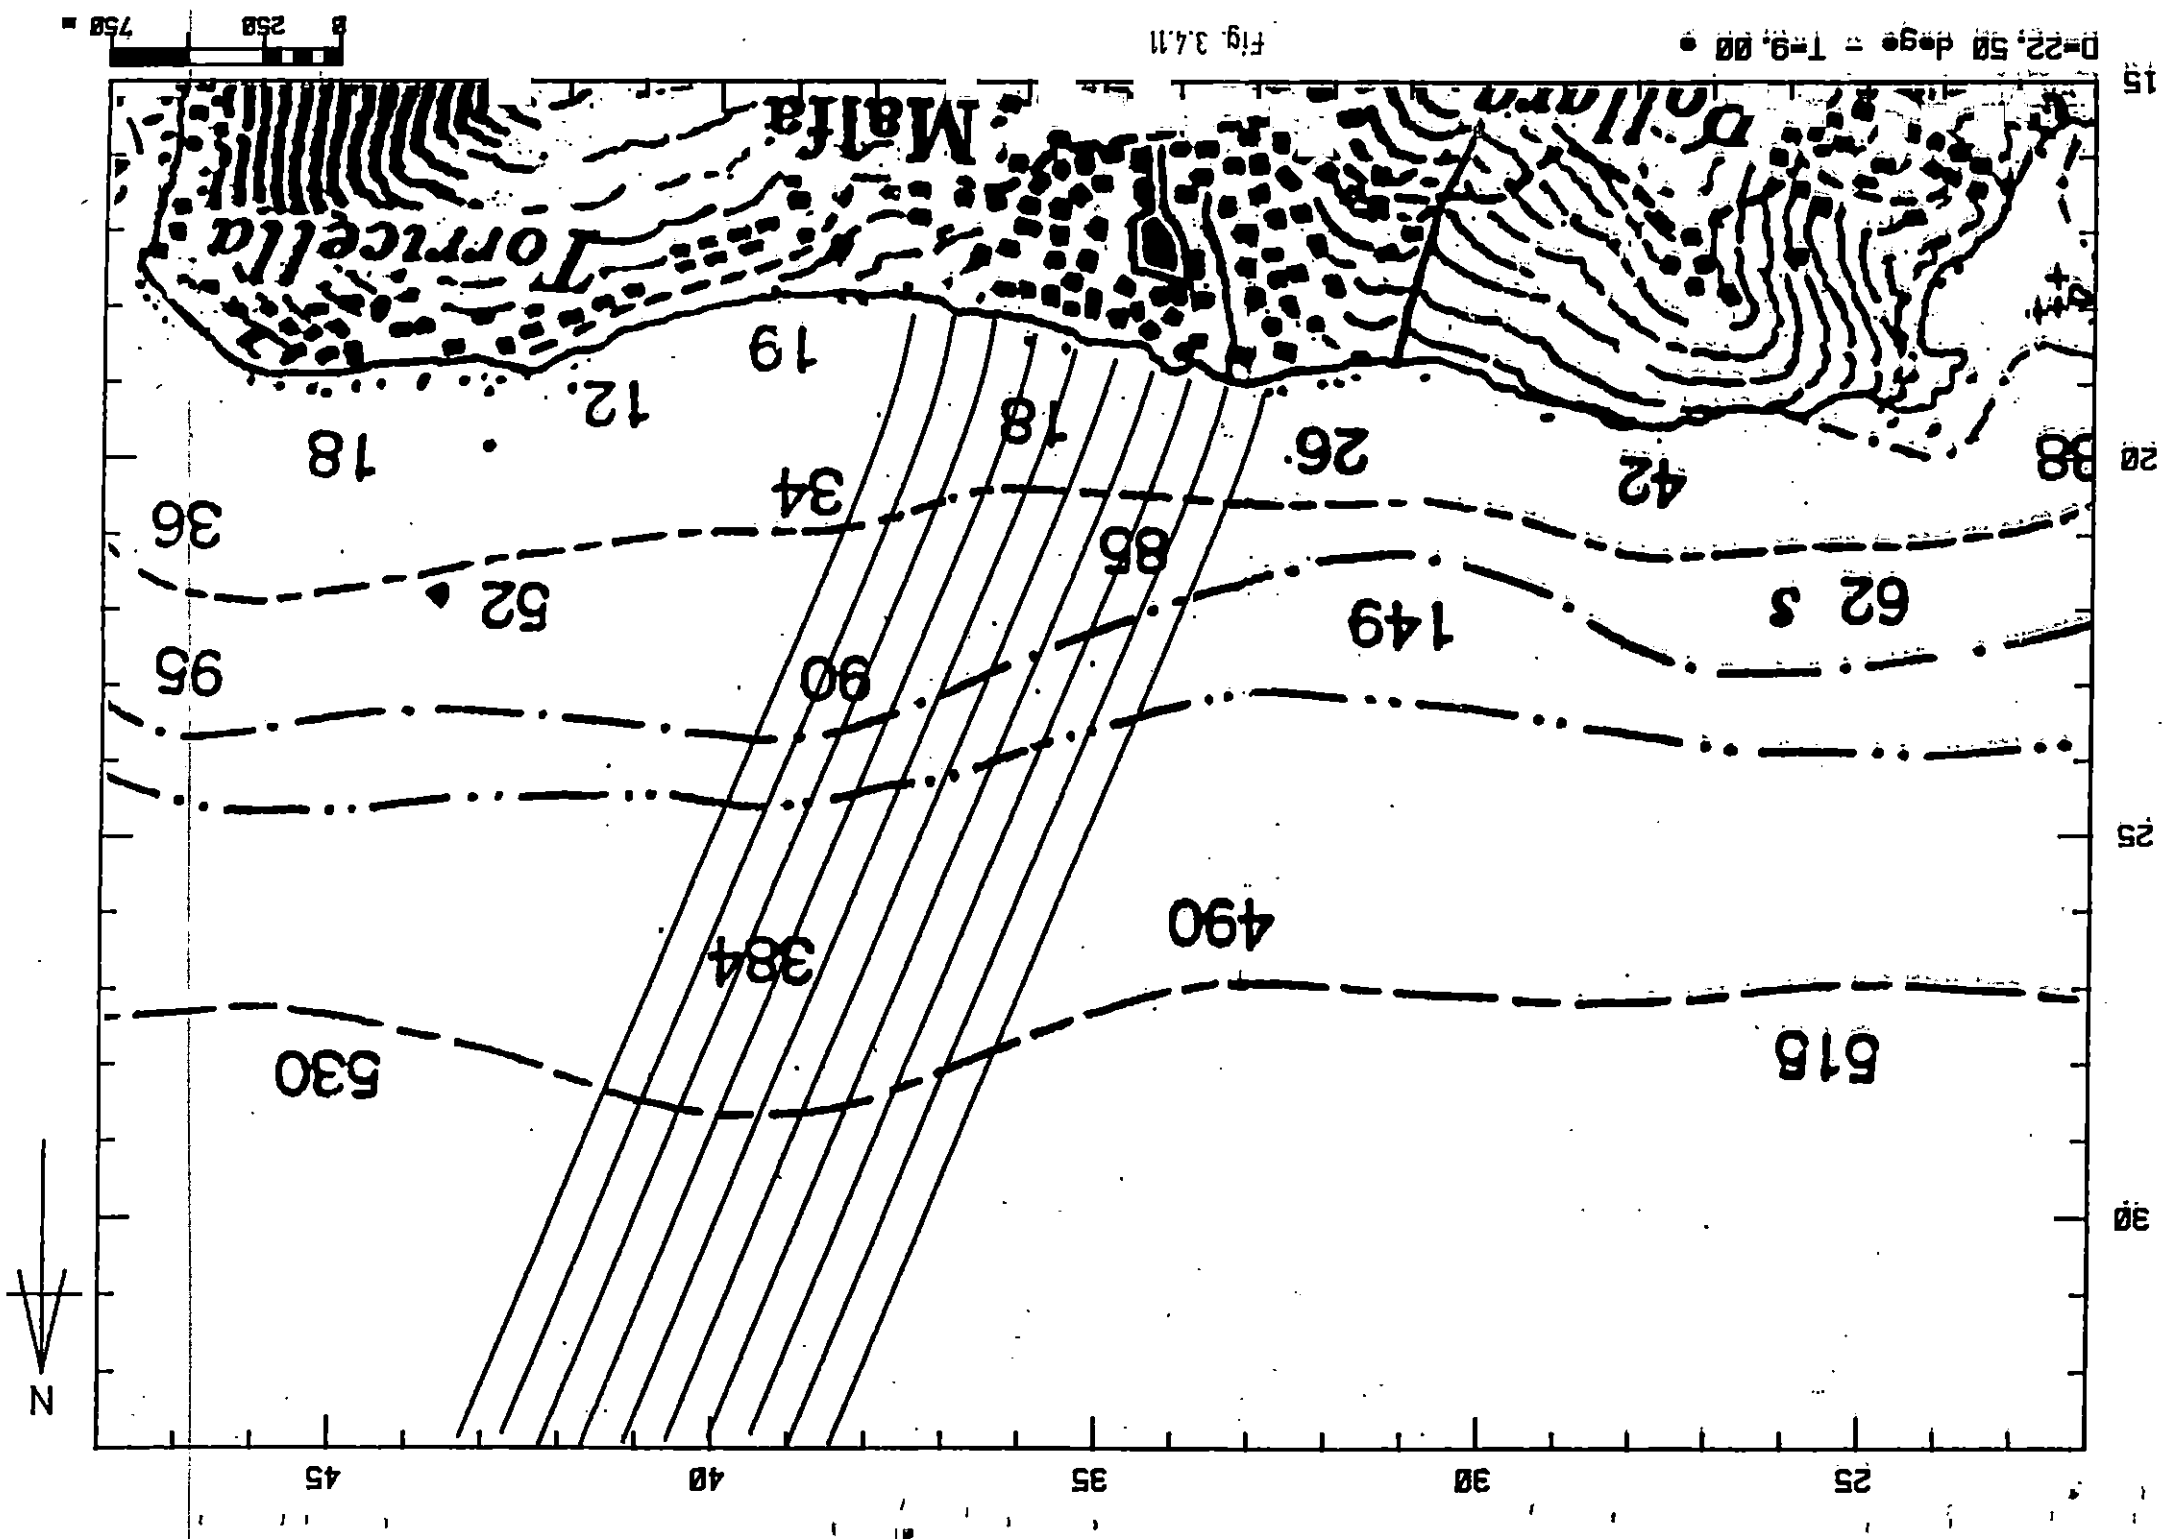 25 30 35 40 45
N
30
518 530
490 384
25
149 90 95
62 S 52
85 36
34
20 38 42 26 18
18 12
19
Torricella
Pollara Malfa
15
D=22.50 deg - T=9.00 s
Fig. 3.4.11
0 250 750 m